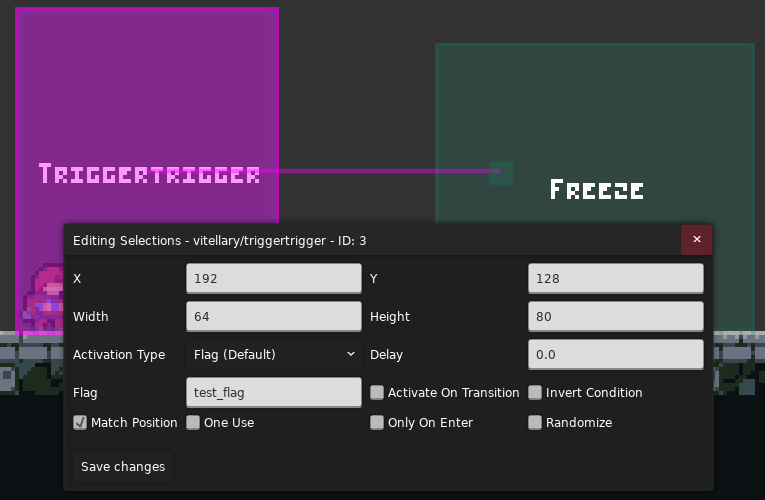 TRIGGERTRIGGER
FREEZE
Editing Selections - vitellary/triggertrigger - ID: 3
×
X 192 Y 128
Width 64 Height 80
Activation Type Flag (Default) Delay 0.0
Flag test_flag Activate On Transition Invert Condition
Match Position One Use Only On Enter Randomize
Save changes